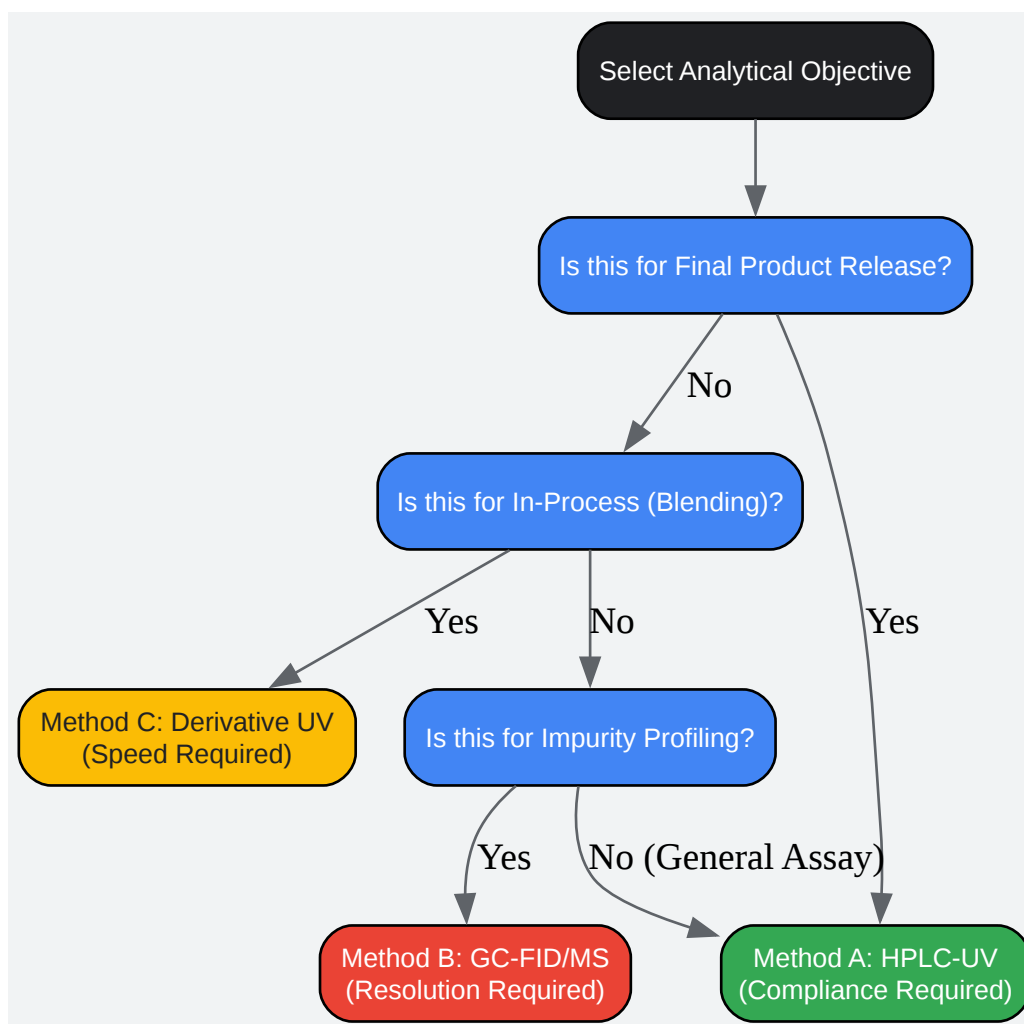 Select Analytical Objective
Is this for Final Product Release?
No
Is this for In-Process (Blending)?
Yes
No
Yes
Method C: Derivative UV
(Speed Required)
Is this for Impurity Profiling?
Yes
No (General Assay)
Method B: GC-FID/MS
(Resolution Required)
Method A: HPLC-UV
(Compliance Required)